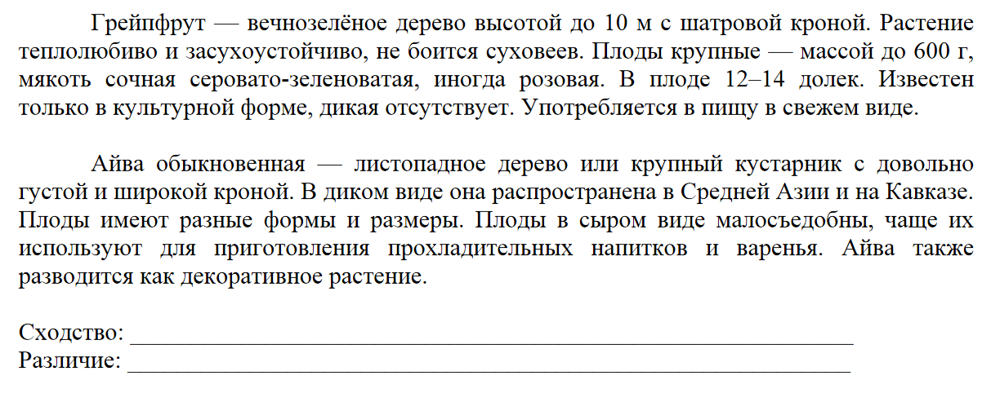 Грейпфрут — вечнозелёное дерево высотой до 10 м с шатровой кроной. Растение
теплолюбиво и засухоустойчиво, не боится суховеев. Плоды крупные — массой до 600 г,
мякоть сочная серовато-зеленоватая, иногда розовая. В плоде 12–14 долек. Известен
только в культурной форме, дикая отсутствует. Употребляется в пищу в свежем виде.
Айва обыкновенная — листопадное дерево или крупный кустарник с довольно
густой и широкой кроной. В диком виде она распространена в Средней Азии и на Кавказе.
Плоды имеют разные формы и размеры. Плоды в сыром виде малосъедобны, чаще их
используют для приготовления прохладительных напитков и варенья. Айва также
разводится как декоративное растение.
Сходство: ___________________________________________________________
Различие: ___________________________________________________________